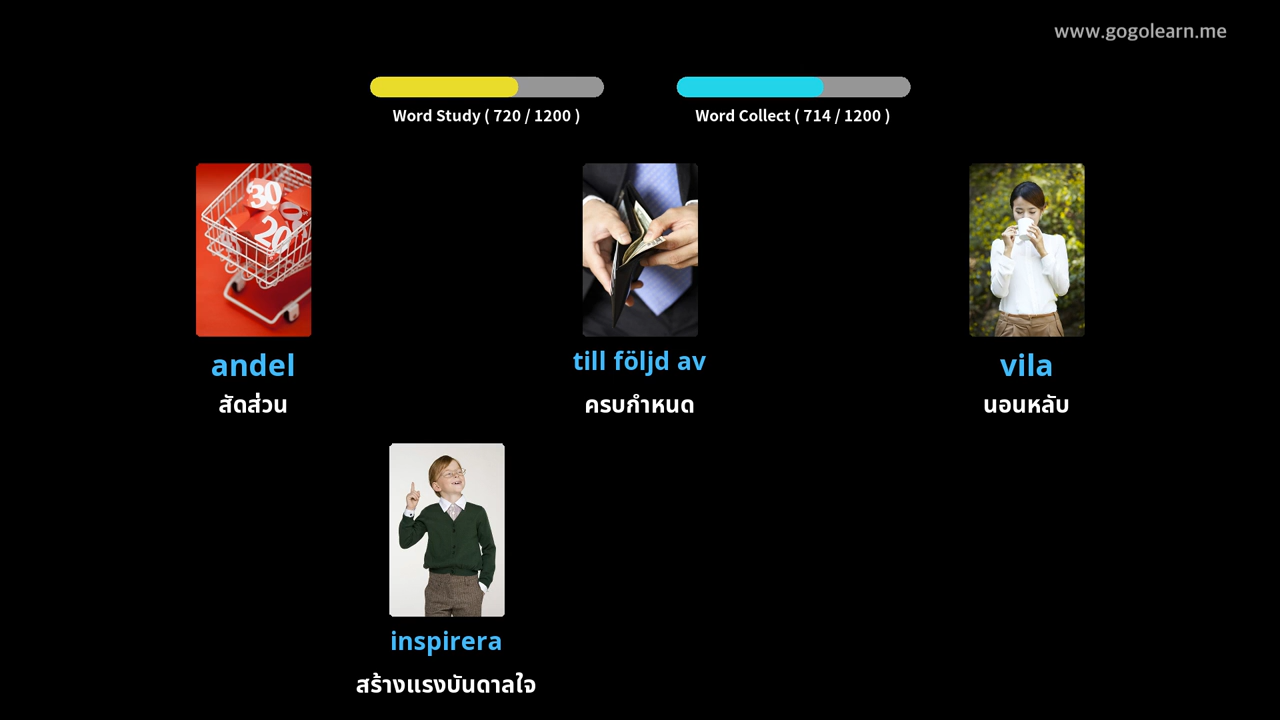 www.gogolearn.me
Word Study ( 720 / 1200 )
Word Collect ( 714 / 1200 )
30
20
andel
สัดส่วน
till följd av
ครบกำหนด
vila
นอนหลับ
inspirera
สร้างแรงบันดาลใจ